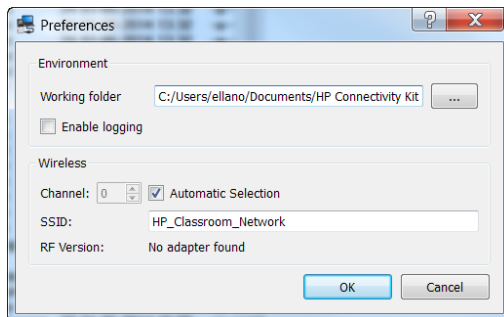 Preferences
Environment
Working folder C:/Users/ellano/Documents/HP Connectivity Kit ...
Enable logging
Wireless
Channel: 0 Automatic Selection
SSID: HP_Classroom_Network
RF Version: No adapter found
OK Cancel